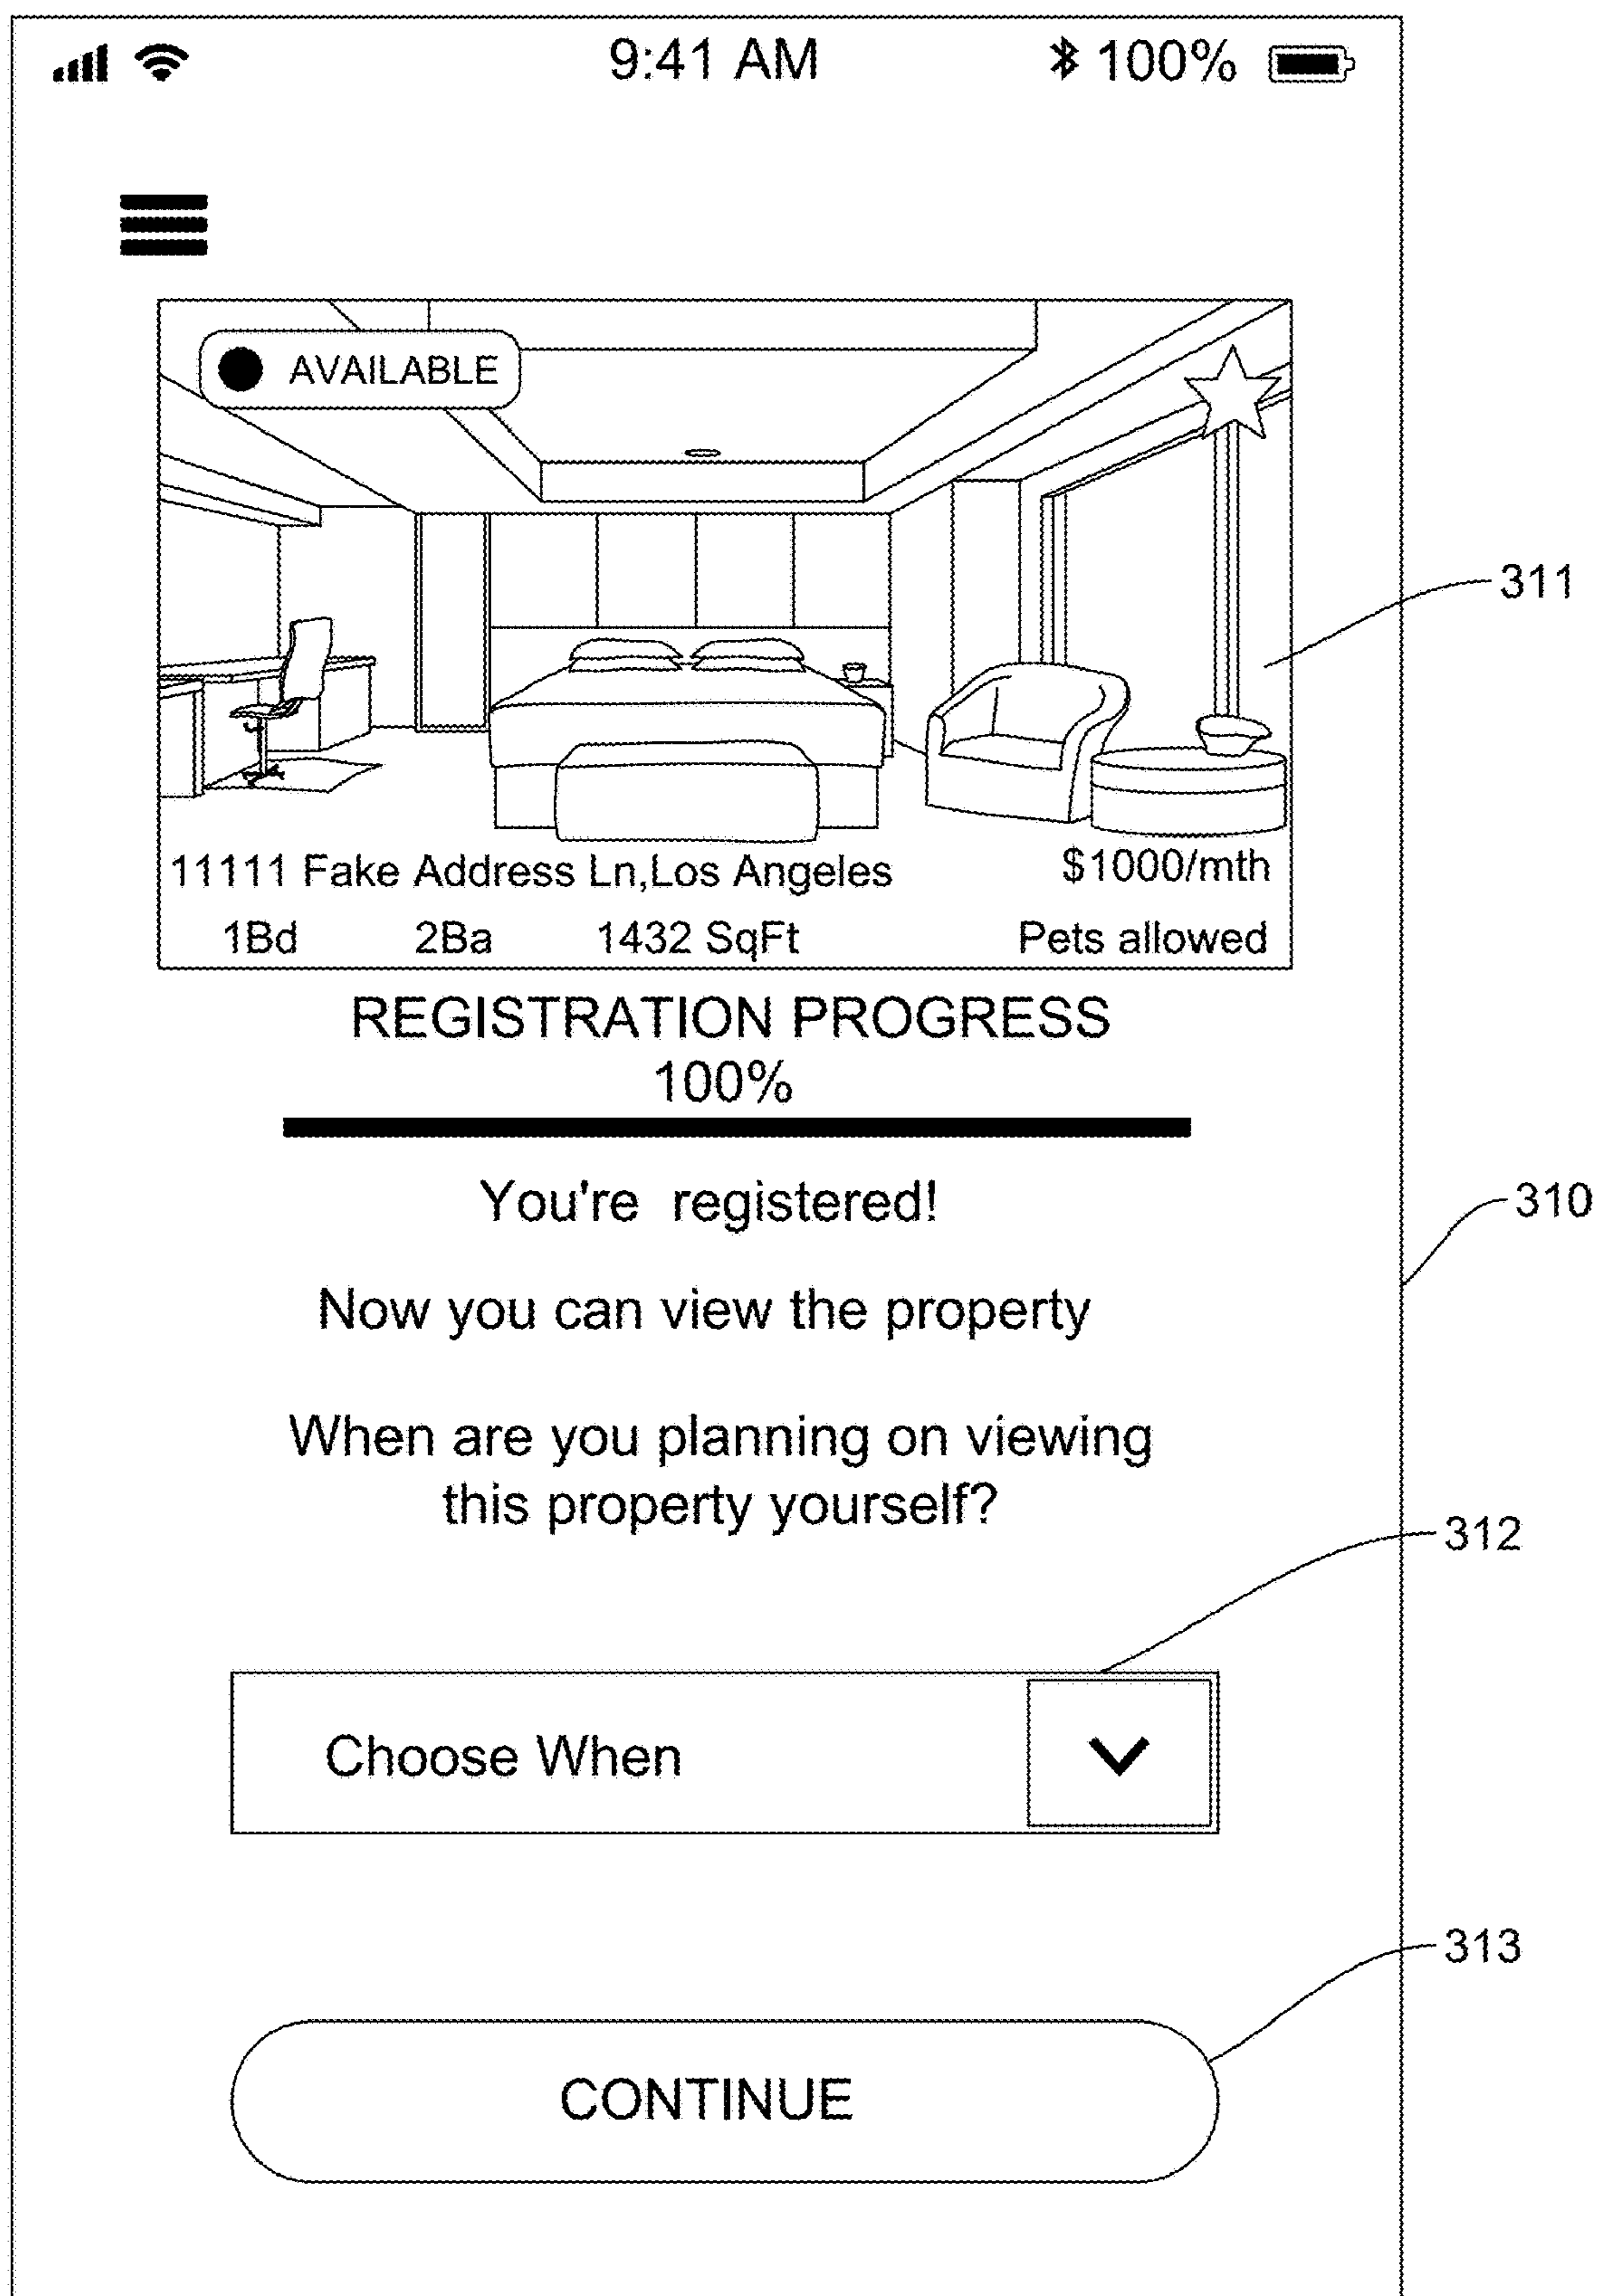 9:41 AM 100%
AVAILABLE
311
11111 Fake Address Ln,Los Angeles $1000/mth
1Bd 2Ba 1432 SqFt Pets allowed
REGISTRATION PROGRESS
100%
You're registered!
310
Now you can view the property
When are you planning on viewing
this property yourself?
312
Choose When
313
CONTINUE